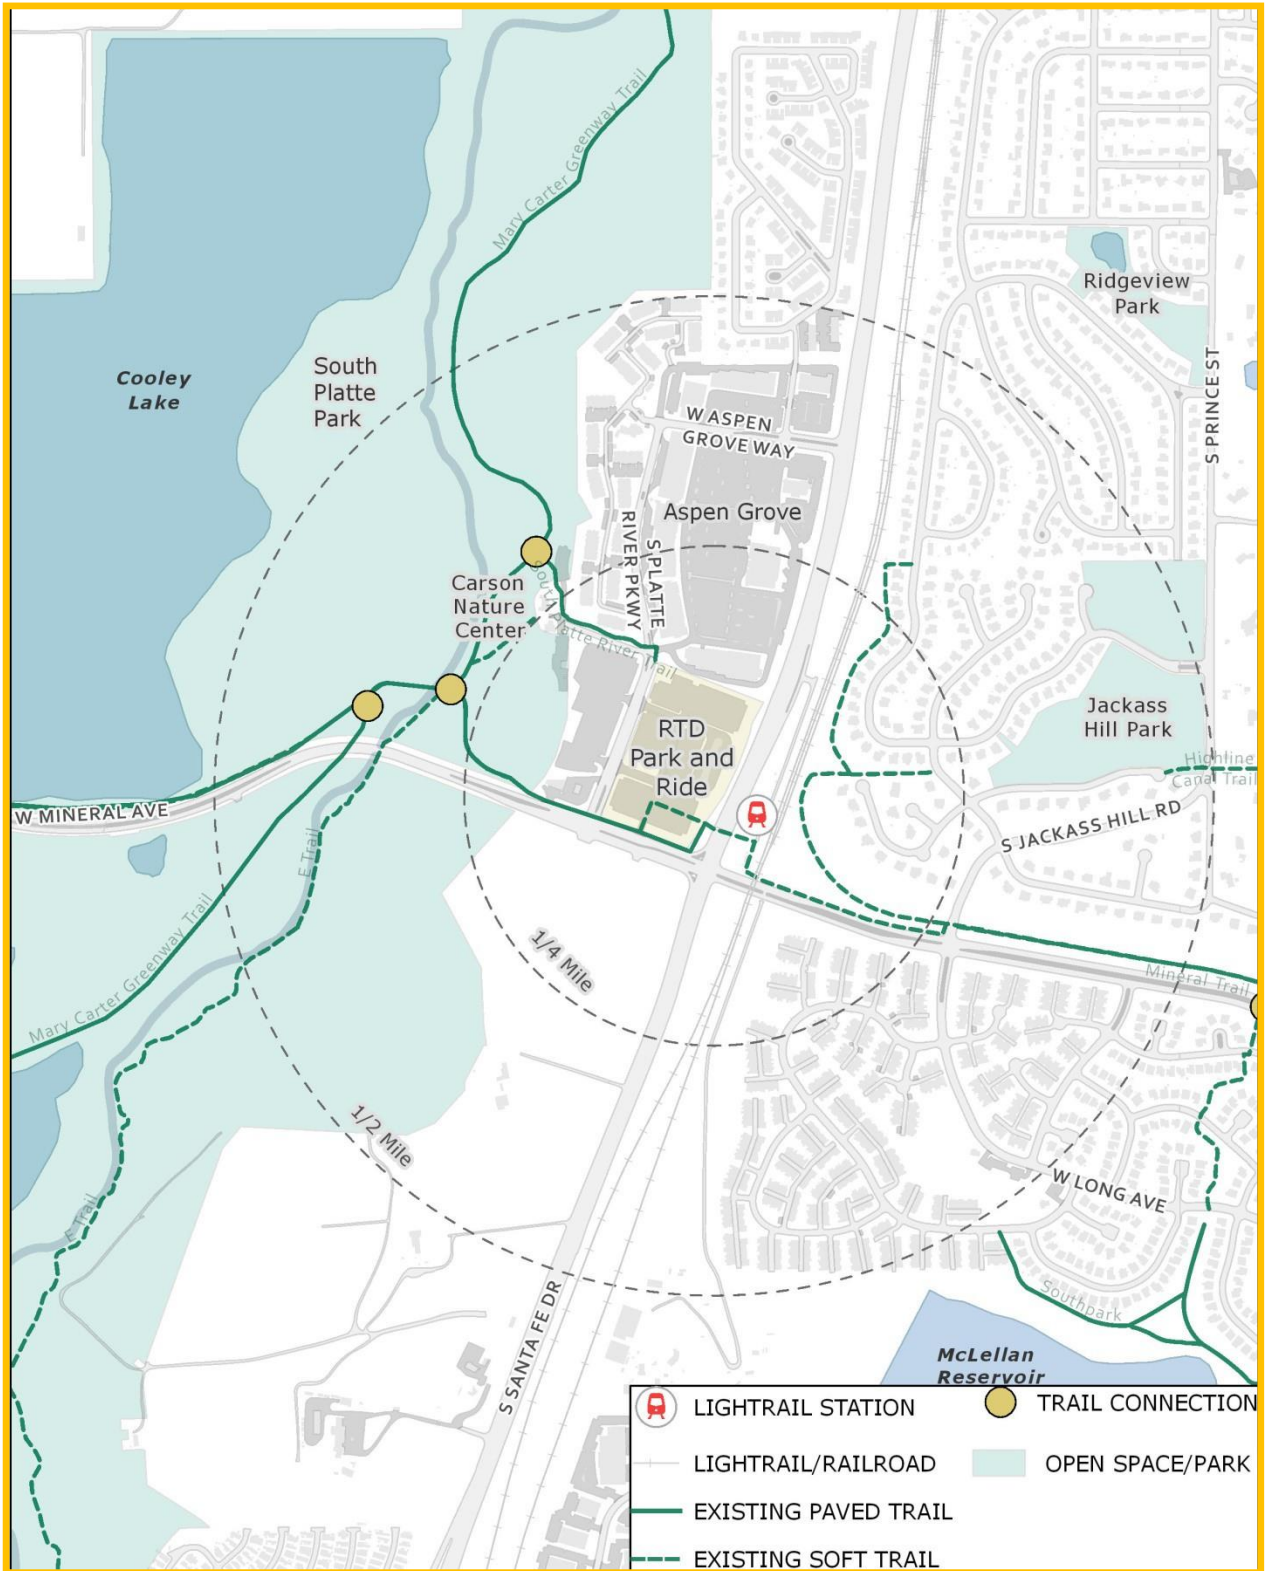 Mary Carter Greenway Trail
Ridgeview
Park
Cooley
Lake
South
Platte
Park
S PRINCE ST
W ASPEN
GROVE WAY
Aspen Grove
RIVER PKWY
S PLATTE
Carson
Nature
Center
South Platte River Trail
RTD
Park and
Ride
Jackass
Hill Park
Highline
Canal Trail
W MINERAL AVE
S JACKASS HILL RD
E Trail
Mary Carter Greenway Trail
1/4 Mile
Mineral Trail
1/2 Mile
W LONG AVE
E Trail
Southpark
S SANTA FE DR
McLellan
Reservoir
LIGHTRAIL STATION
TRAIL CONNECTION
LIGHTRAIL/RAILROAD
OPEN SPACE/PARK
EXISTING PAVED TRAIL
EXISTING SOFT TRAIL